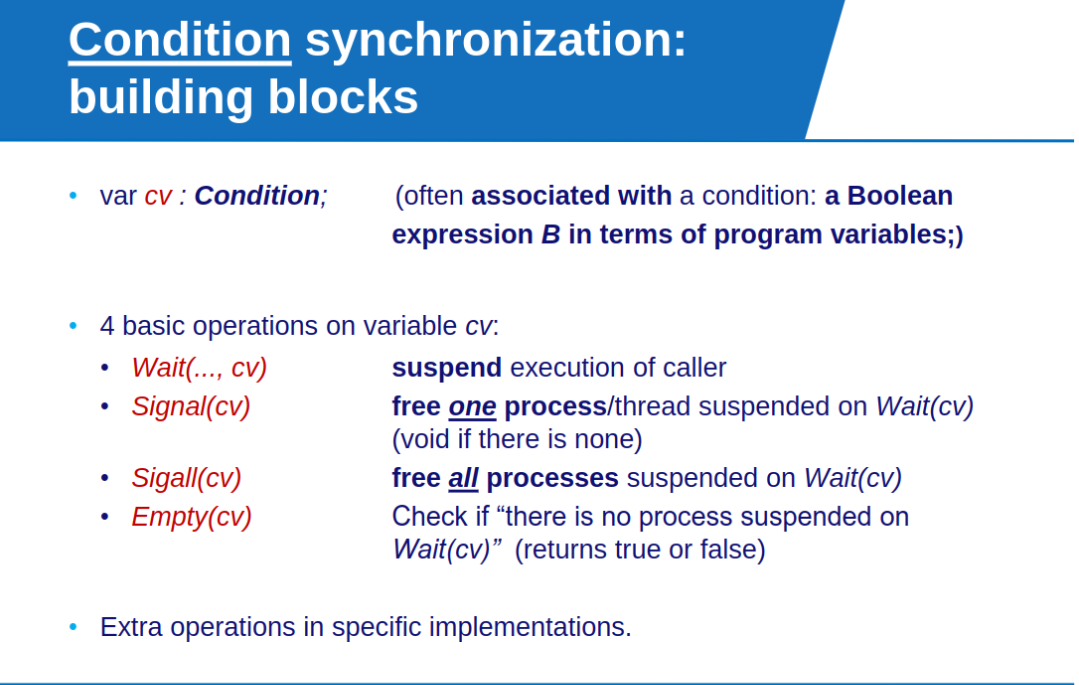 Condition synchronization:
building blocks
• var cv : Condition; (often associated with a condition: a Boolean
expression B in terms of program variables;)
• 4 basic operations on variable cv:
• Wait(..., cv) suspend execution of caller
• Signal(cv) free one process/thread suspended on Wait(cv)
(void if there is none)
• Sigall(cv) free all processes suspended on Wait(cv)
• Empty(cv) Check if “there is no process suspended on
Wait(cv)” (returns true or false)
• Extra operations in specific implementations.